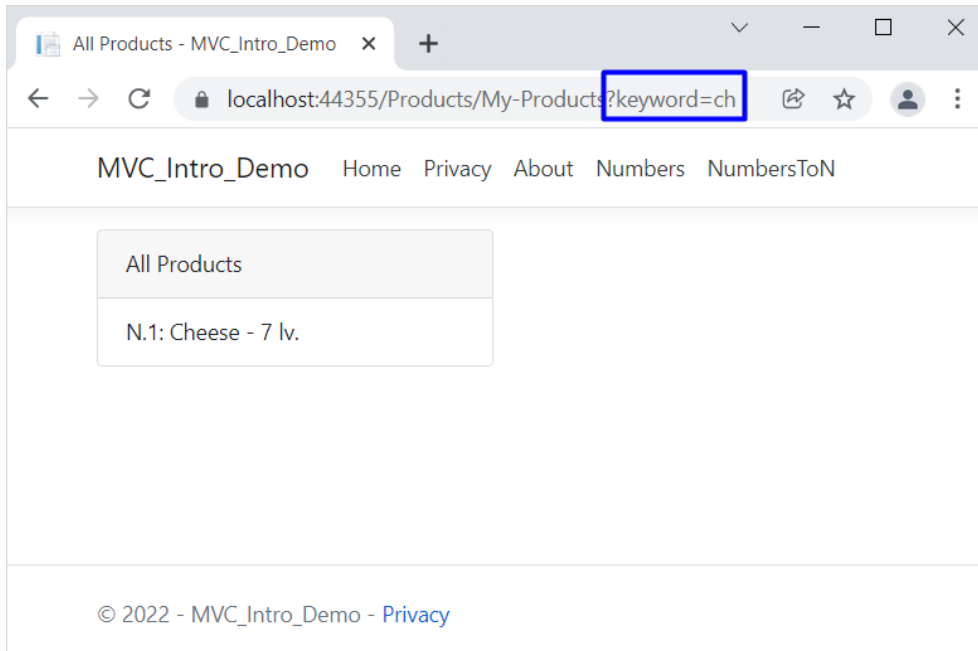 All Products - MVC_Intro_Demo
localhost:44355/Products/My-Products?keyword=ch
MVC_Intro_Demo Home Privacy About Numbers NumbersToN
All Products
N.1: Cheese - 7 lv.
© 2022 - MVC_Intro_Demo - Privacy